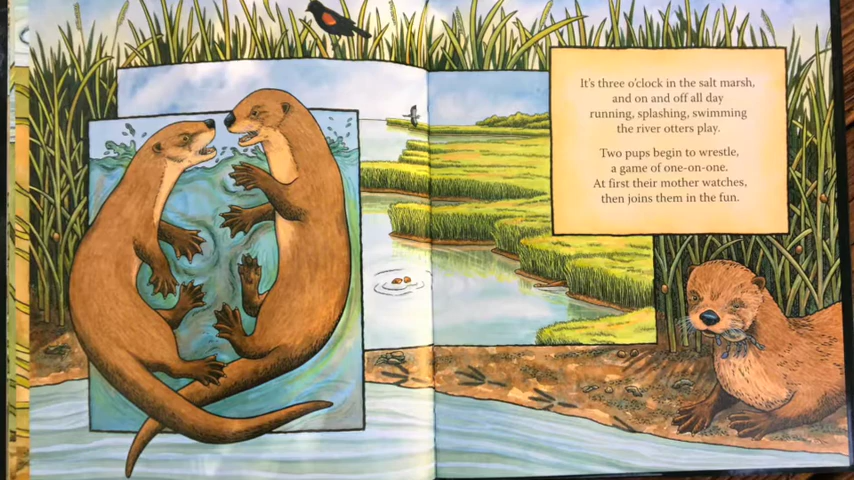 It's three o'clock in the salt marsh,
and on and off all day
running, splashing, swimming
the river otters play.
Two pups begin to wrestle,
a game of one-on-one.
At first their mother watches,
then joins them in the fun.